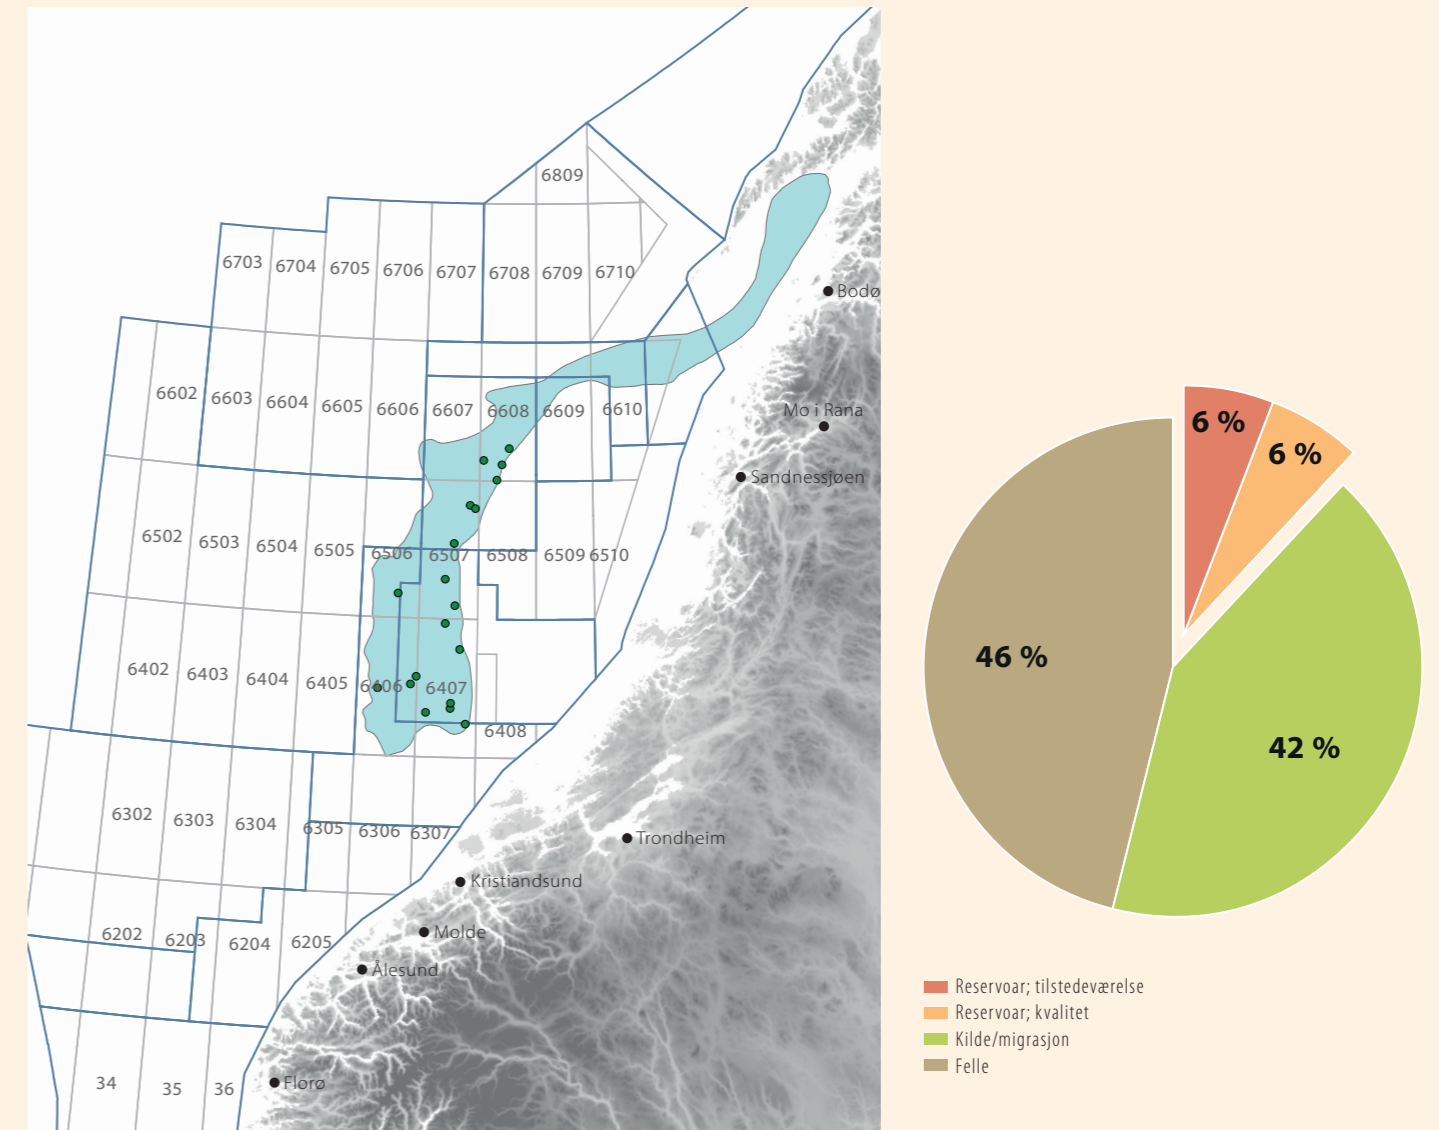 6809
6703 6704 6705 6706 6707 6708 6709 6710
Bodø
6602 6603 6604 6605 6606 6607 6608 6609 6610
Mo i Rana
Sandnessjøen
6502 6503 6504 6505 6506 6507 6508 6509 6510
6402 6403 6404 6405 6406 6407
6408
6302 6303 6304 6305 6306 6307
Trondheim
Kristiandsund
6202 6203 6204 6205
Molde
Ålesund
34 35 36
Florø
6 %
6 %
46 %
42 %
Reservoar; tilstedeværelse
Reservoar; kvalitet
Kilde/migrasjon
Felle